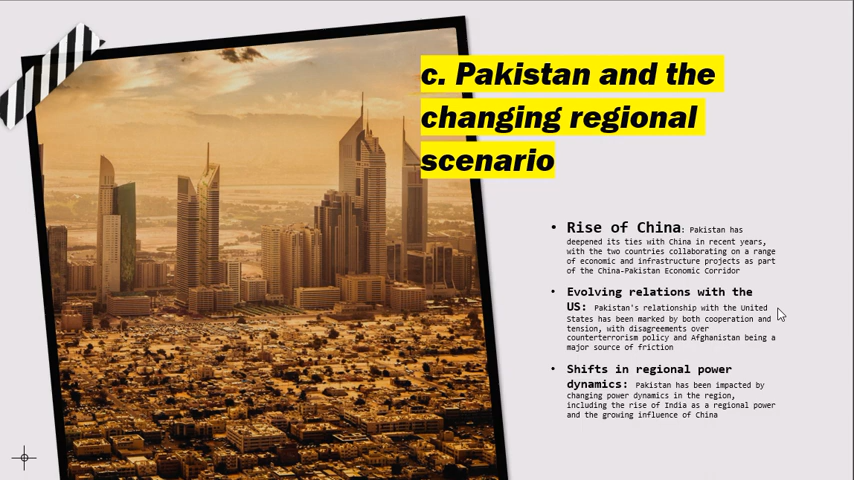 c. Pakistan and the
changing regional
scenario
• Rise of China: Pakistan has
deepened its ties with China in recent years,
with the two countries collaborating on a range
of economic and infrastructure projects as part
of the China-Pakistan Economic Corridor
• Evolving relations with the
US: Pakistan's relationship with the United
States has been marked by both cooperation and
tension, with disagreements over
counterterrorism policy and Afghanistan being a
major source of friction
• Shifts in regional power
dynamics: Pakistan has been impacted by
changing power dynamics in the region,
including the rise of India as a regional power
and the growing influence of China